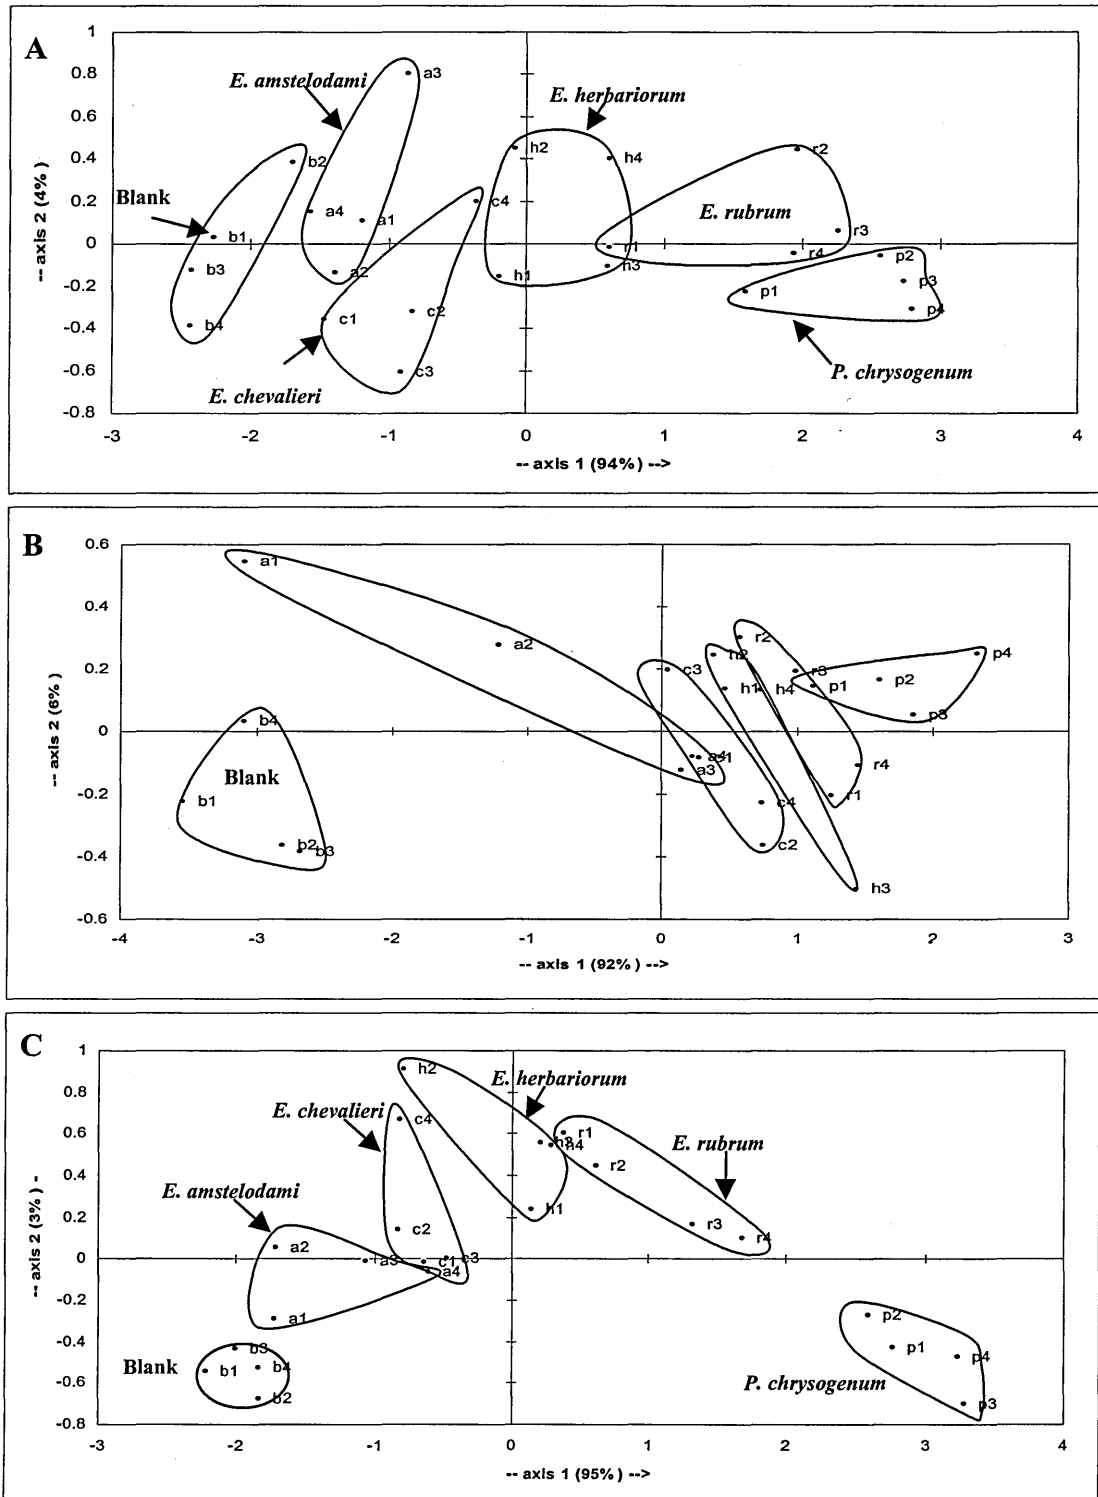 A
1
0.8
0.6
0.4
0.2
0
-0.2
-0.4
-0.6
-0.8
-- axis 2 (4%) --
E. amstelodami
a3
E. herbariorum
b2
h2
h4
r2
Blank
c4
a4
a1
E. rubrum
b1
r1
r3
r4
b3
a2
h1
h3
p2
p1
p3
b4
c1
c2
p4
c3
E. chevalieri
P. chrysogenum
-3
-2
-1
0
1
2
3
4
-- axis 1 (94%) -->
B
0.6
0.4
0.2
0
-0.2
-0.4
-0.6
-- axis 2 (6%) --
a1
a2
r2
h2
c3
r3
p4
h1
h4
p1
p2
p3
b4
Blank
a4
a3
r4
b1
c4
r1
b2
b3
c2
h3
-4
-3
-2
-1
0
1
2
3
-- axis 1 (92%) -->
C
1
0.8
0.6
0.4
0.2
0
-0.2
-0.4
-0.6
-0.8
-- axis 2 (3%) -
h2
E. herbariorum
E. chevalieri
c4
h3
h4
r1
E. rubrum
r2
E. amstelodami
h1
c2
r3
r4
a2
a3
c1
c3
a4
a1
p2
b3
p1
p4
Blank
b1
b4
b2
P. chrysogenum
p3
-3
-2
-1
0
1
2
3
4
-- axis 1 (95%) -->